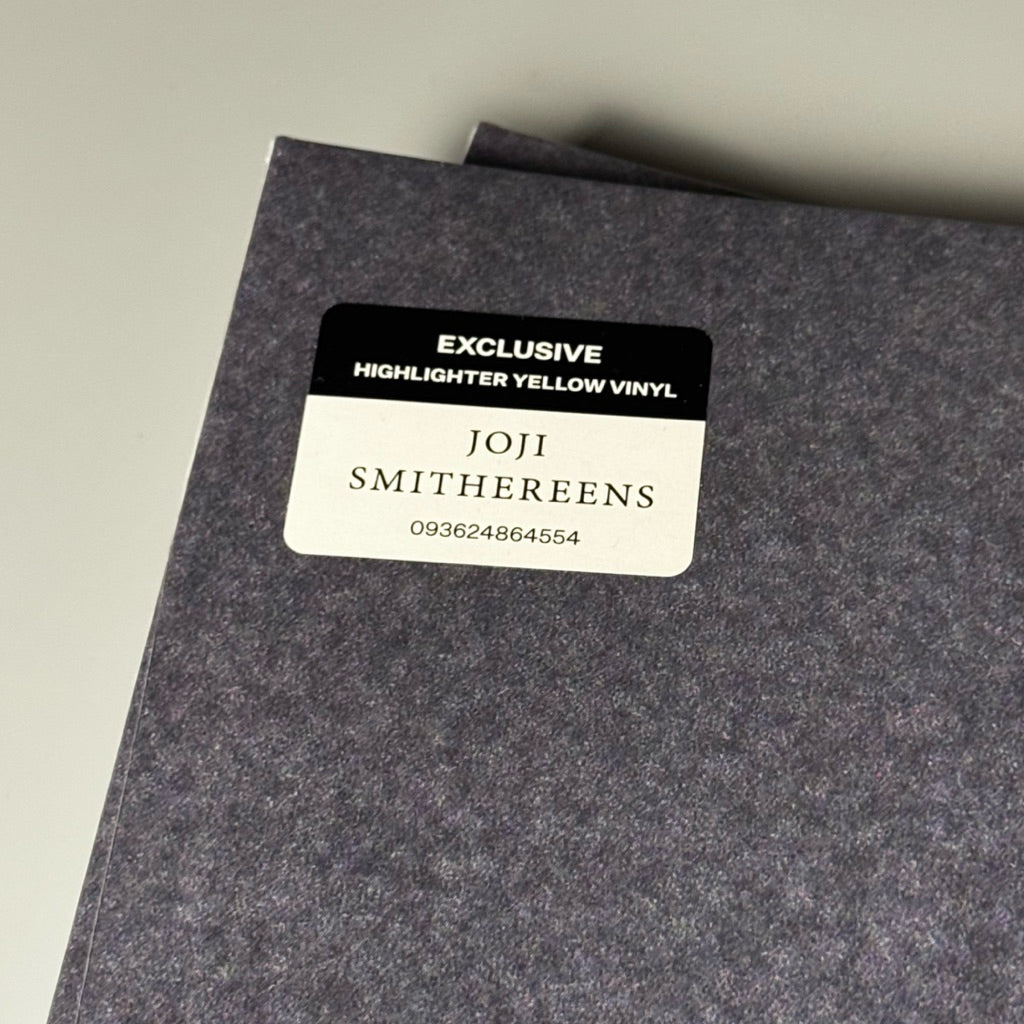 EXCLUSIVE
HIGHLIGHTER YELLOW VINYL
JOJI
SMITHEREENS
093624864554